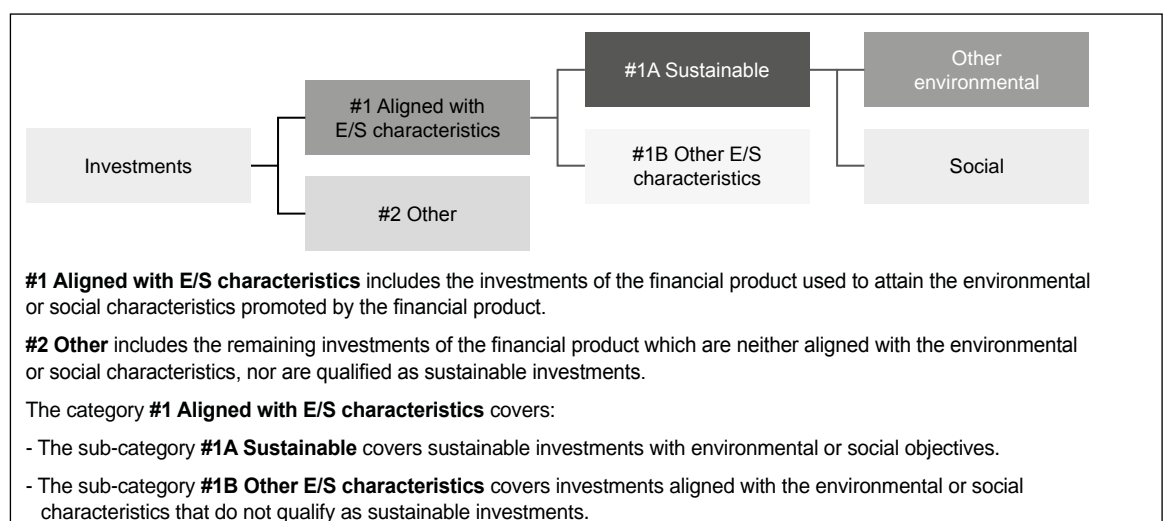 #1A Sustainable
Other
environmental
#1 Aligned with
E/S characteristics
Investments
#1B Other E/S
characteristics
Social
#2 Other
#1 Aligned with E/S characteristics includes the investments of the financial product used to attain the environmental
or social characteristics promoted by the financial product.
#2 Other includes the remaining investments of the financial product which are neither aligned with the environmental
or social characteristics, nor are qualified as sustainable investments.
The category #1 Aligned with E/S characteristics covers:
- The sub-category #1A Sustainable covers sustainable investments with environmental or social objectives.
- The sub-category #1B Other E/S characteristics covers investments aligned with the environmental or social
characteristics that do not qualify as sustainable investments.